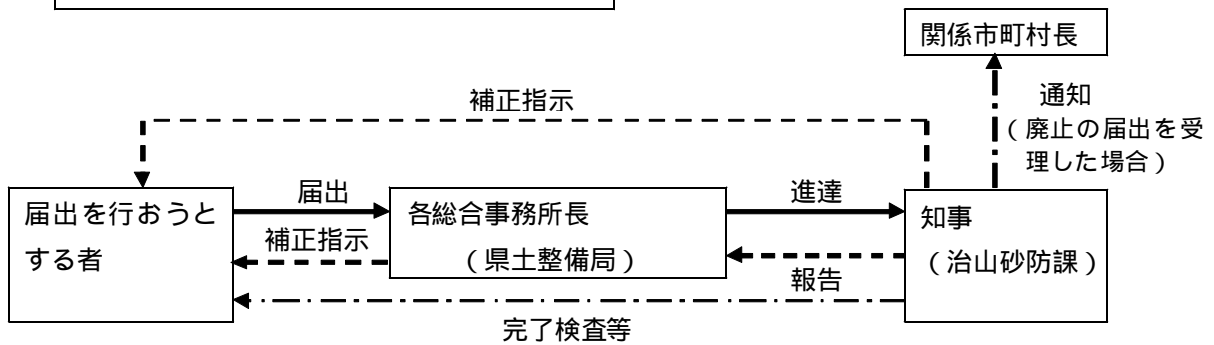 関係市町村長
補正指示
通知
(廃止の届出を受
理した場合)
届出を行おうと
する者
届出
補正指示
各総合事務所長
(県土整備局)
進達
報告
知事
(治山砂防課)
完了検査等